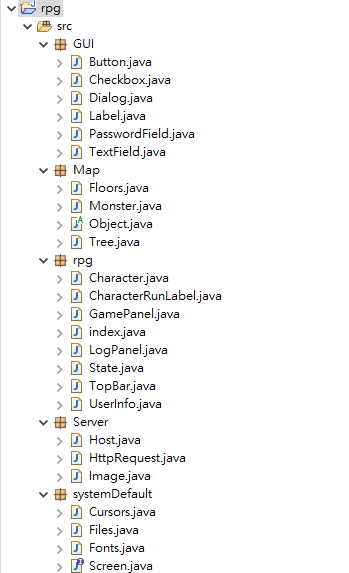 rpg
src
GUI
Button.java
Checkbox.java
Dialog.java
Label.java
PasswordField.java
TextField.java
Map
Floors.java
Monster.java
Object.java
Tree.java
rpg
Character.java
CharacterRunLabel.java
GamePanel.java
index.java
LogPanel.java
State.java
TopBar.java
UserInfo.java
Server
Host.java
HttpRequest.java
Image.java
systemDefault
Cursors.java
Files.java
Fonts.java
Screen.java